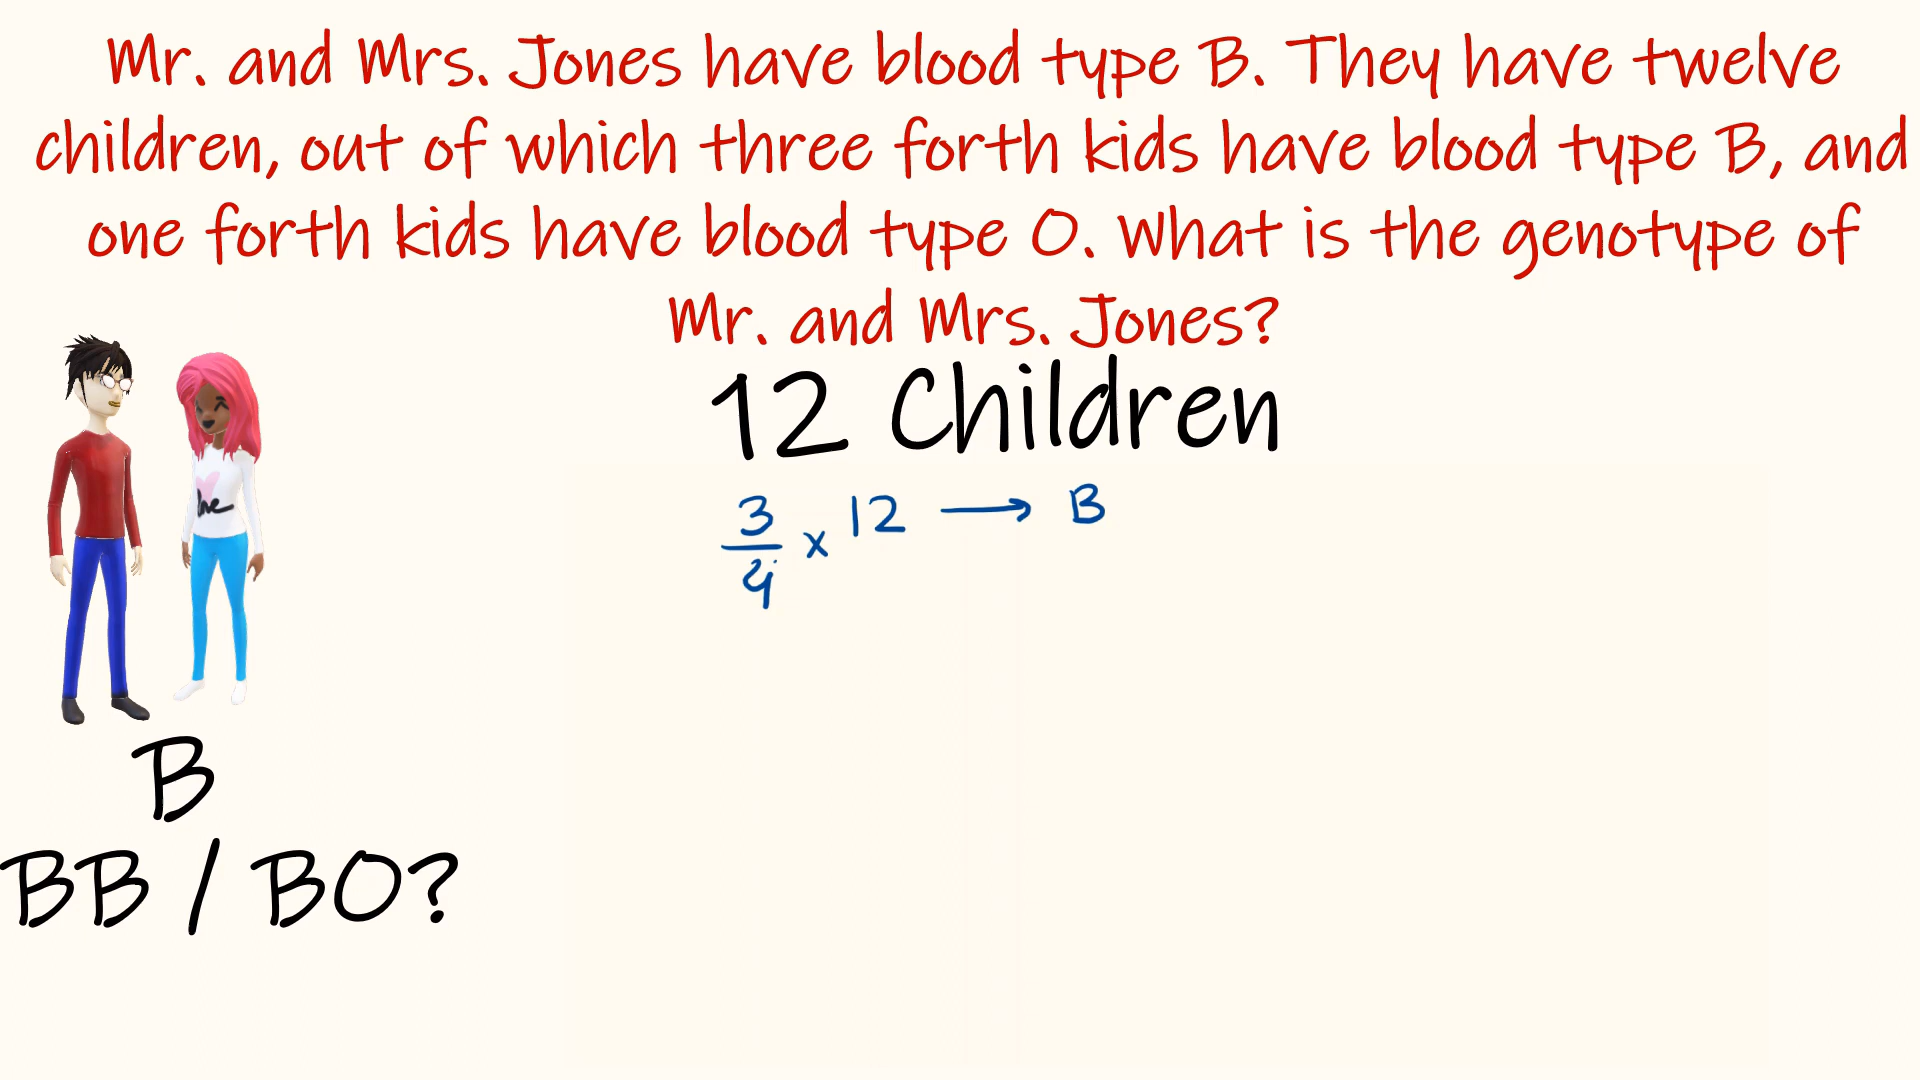 Mr. and Mrs. Jones have blood type B. They have twelve
children, out of which three forth kids have blood type B, and
one forth kids have blood type O. What is the genotype of
Mr. and Mrs. Jones?
12 Children
3/4 x 12 → B
love
B
BB / BO?